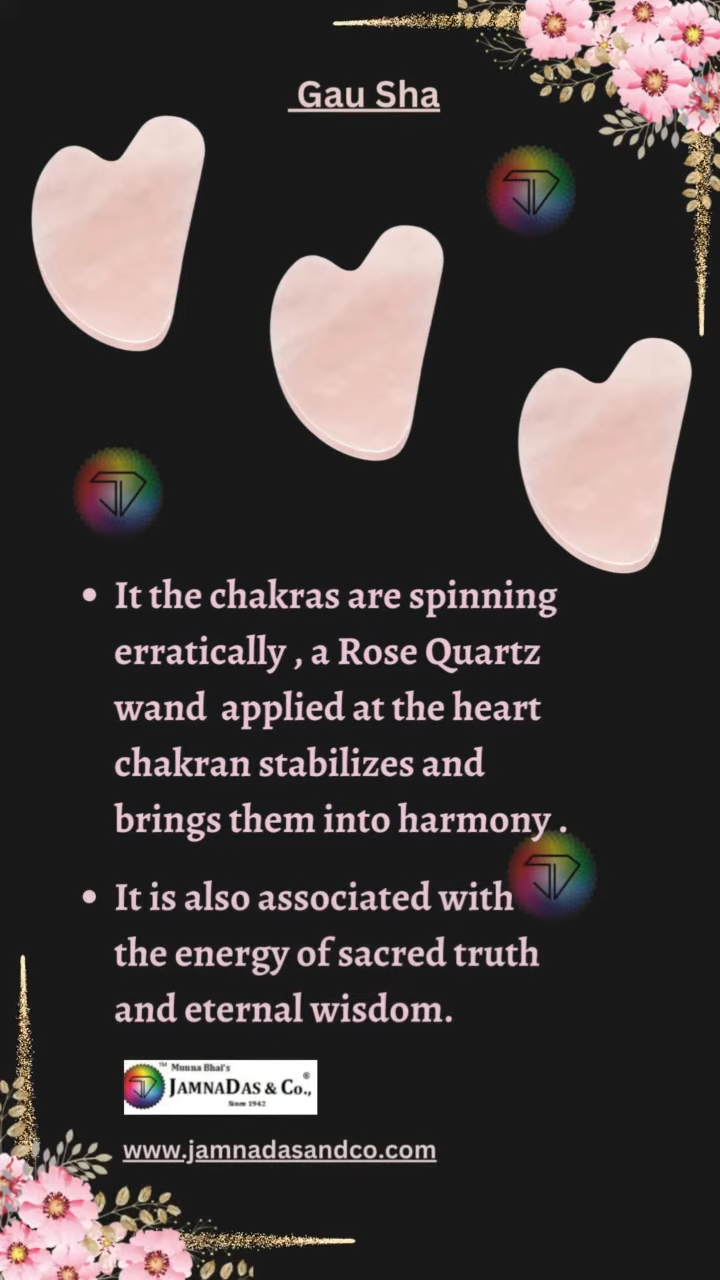 Gau Sha
• It the chakras are spinning
erratically , a Rose Quartz
wand applied at the heart
chakran stabilizes and
brings them into harmony .
• It is also associated with
the energy of sacred truth
and eternal wisdom.
TM Munna Bhai's
JAMNADAS & Co.,®
Since 1942
www.jamnadasandco.com